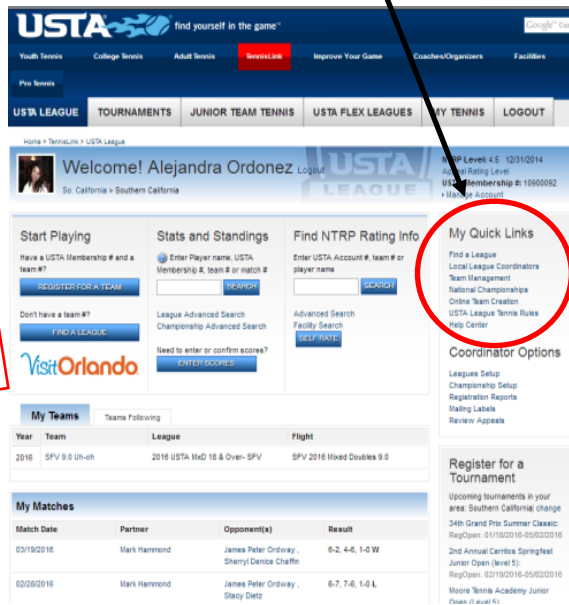 USTA find yourself in the game
Google
Youth Tennis College Tennis Adult Tennis TennisLink Improve Your Game Coaches/Organizers Facilities
Pro Tennis
USTA LEAGUE TOURNAMENTS JUNIOR TEAM TENNIS USTA FLEX LEAGUES MY TENNIS LOGOUT
Home > TennisLink > USTA League
Welcome! Alejandra Ordonez Logout
So. California > Southern California
USTA LEAGUE
NTRP Level: 4.5 12/31/2014
Appeal Rating Level
USTA Membership #: 10900092
Manage Account
Start Playing
Have a USTA Membership # and a
team #?
REGISTER FOR A TEAM
Don't have a team #?
FIND A LEAGUE
VisitOrlando
Stats and Standings
Enter Player name, USTA
Membership #, team # or match #
SEARCH
League Advanced Search
Championship Advanced Search
Need to enter or confirm scores?
ENTER SCORES
Find NTRP Rating Info
Enter USTA Account #, team # or
player name
SEARCH
Advanced Search
Facility Search
SELF RATE
My Quick Links
Find a League
Local League Coordinators
Team Management
National Championships
Online Team Creation
USTA League Tennis Rules
Help Center
Coordinator Options
Leagues Setup
Championship Setup
Registration Reports
Mailing Labels
Review Appeals
My Teams Teams Following
Year Team League Flight
2016 SFV 9.0 Uh-oh 2016 USTA MxD 18 & Over- SFV SFV 2016 Mixed Doubles 9.0
My Matches
Match Date Partner Opponent(s) Result
03/19/2016 Mark Hammond James Peter Ordway , 6-2, 4-6, 1-0 W
Sherryl Denice Chaffin
02/28/2016 Mark Hammond James Peter Ordway , 6-7, 7-6, 1-0 L
Stacy Dietz
Register for a
Tournament
Upcoming tournaments in your
area: Southern California| change
34th Grand Prix Summer Classic:
RegOpen: 01/18/2016-05/02/2016
2nd Annual Cerritos Springfest
Junior Open (level 5):
RegOpen: 02/19/2016-05/02/2016
Moore Tennis Academy Junior
Open (Level 5):